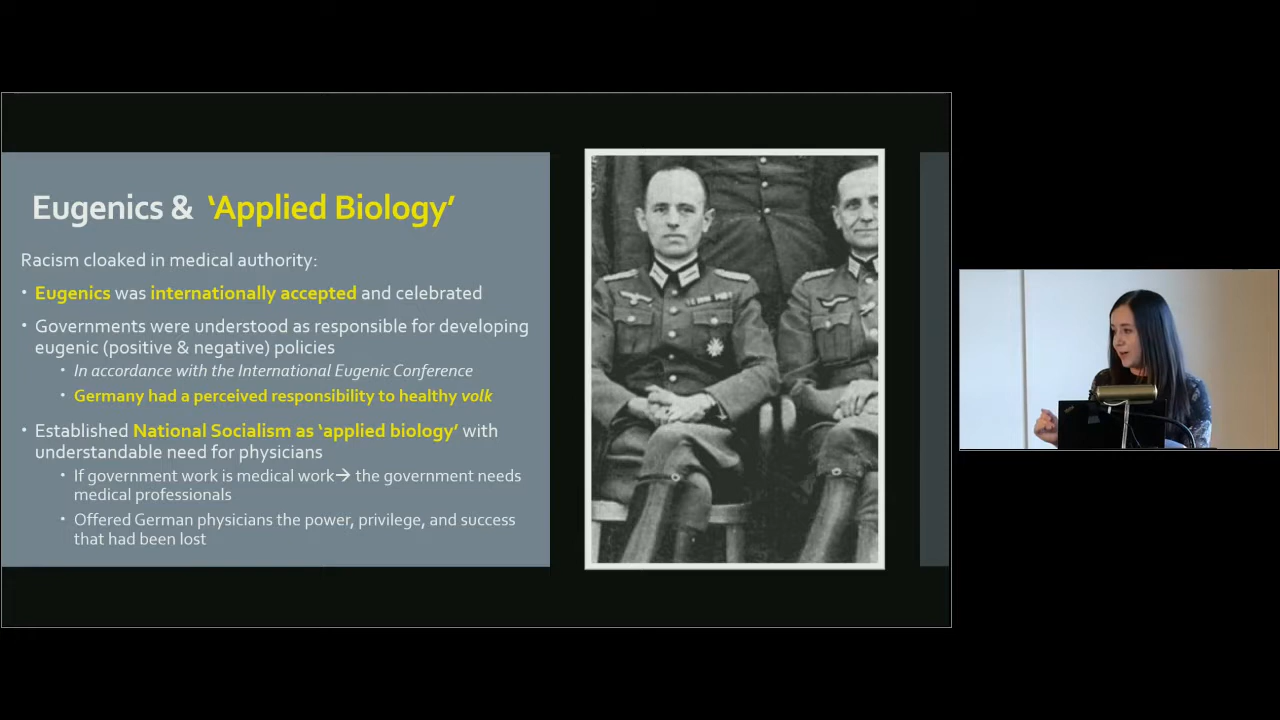 Eugenics & ‘Applied Biology’
Racism cloaked in medical authority:
• Eugenics was internationally accepted and celebrated
• Governments were understood as responsible for developing
eugenic (positive & negative) policies
• In accordance with the International Eugenic Conference
• Germany had a perceived responsibility to healthy volk
• Established National Socialism as ‘applied biology’ with
understandable need for physicians
• If government work is medical work→ the government needs
medical professionals
• Offered German physicians the power, privilege, and success
that had been lost